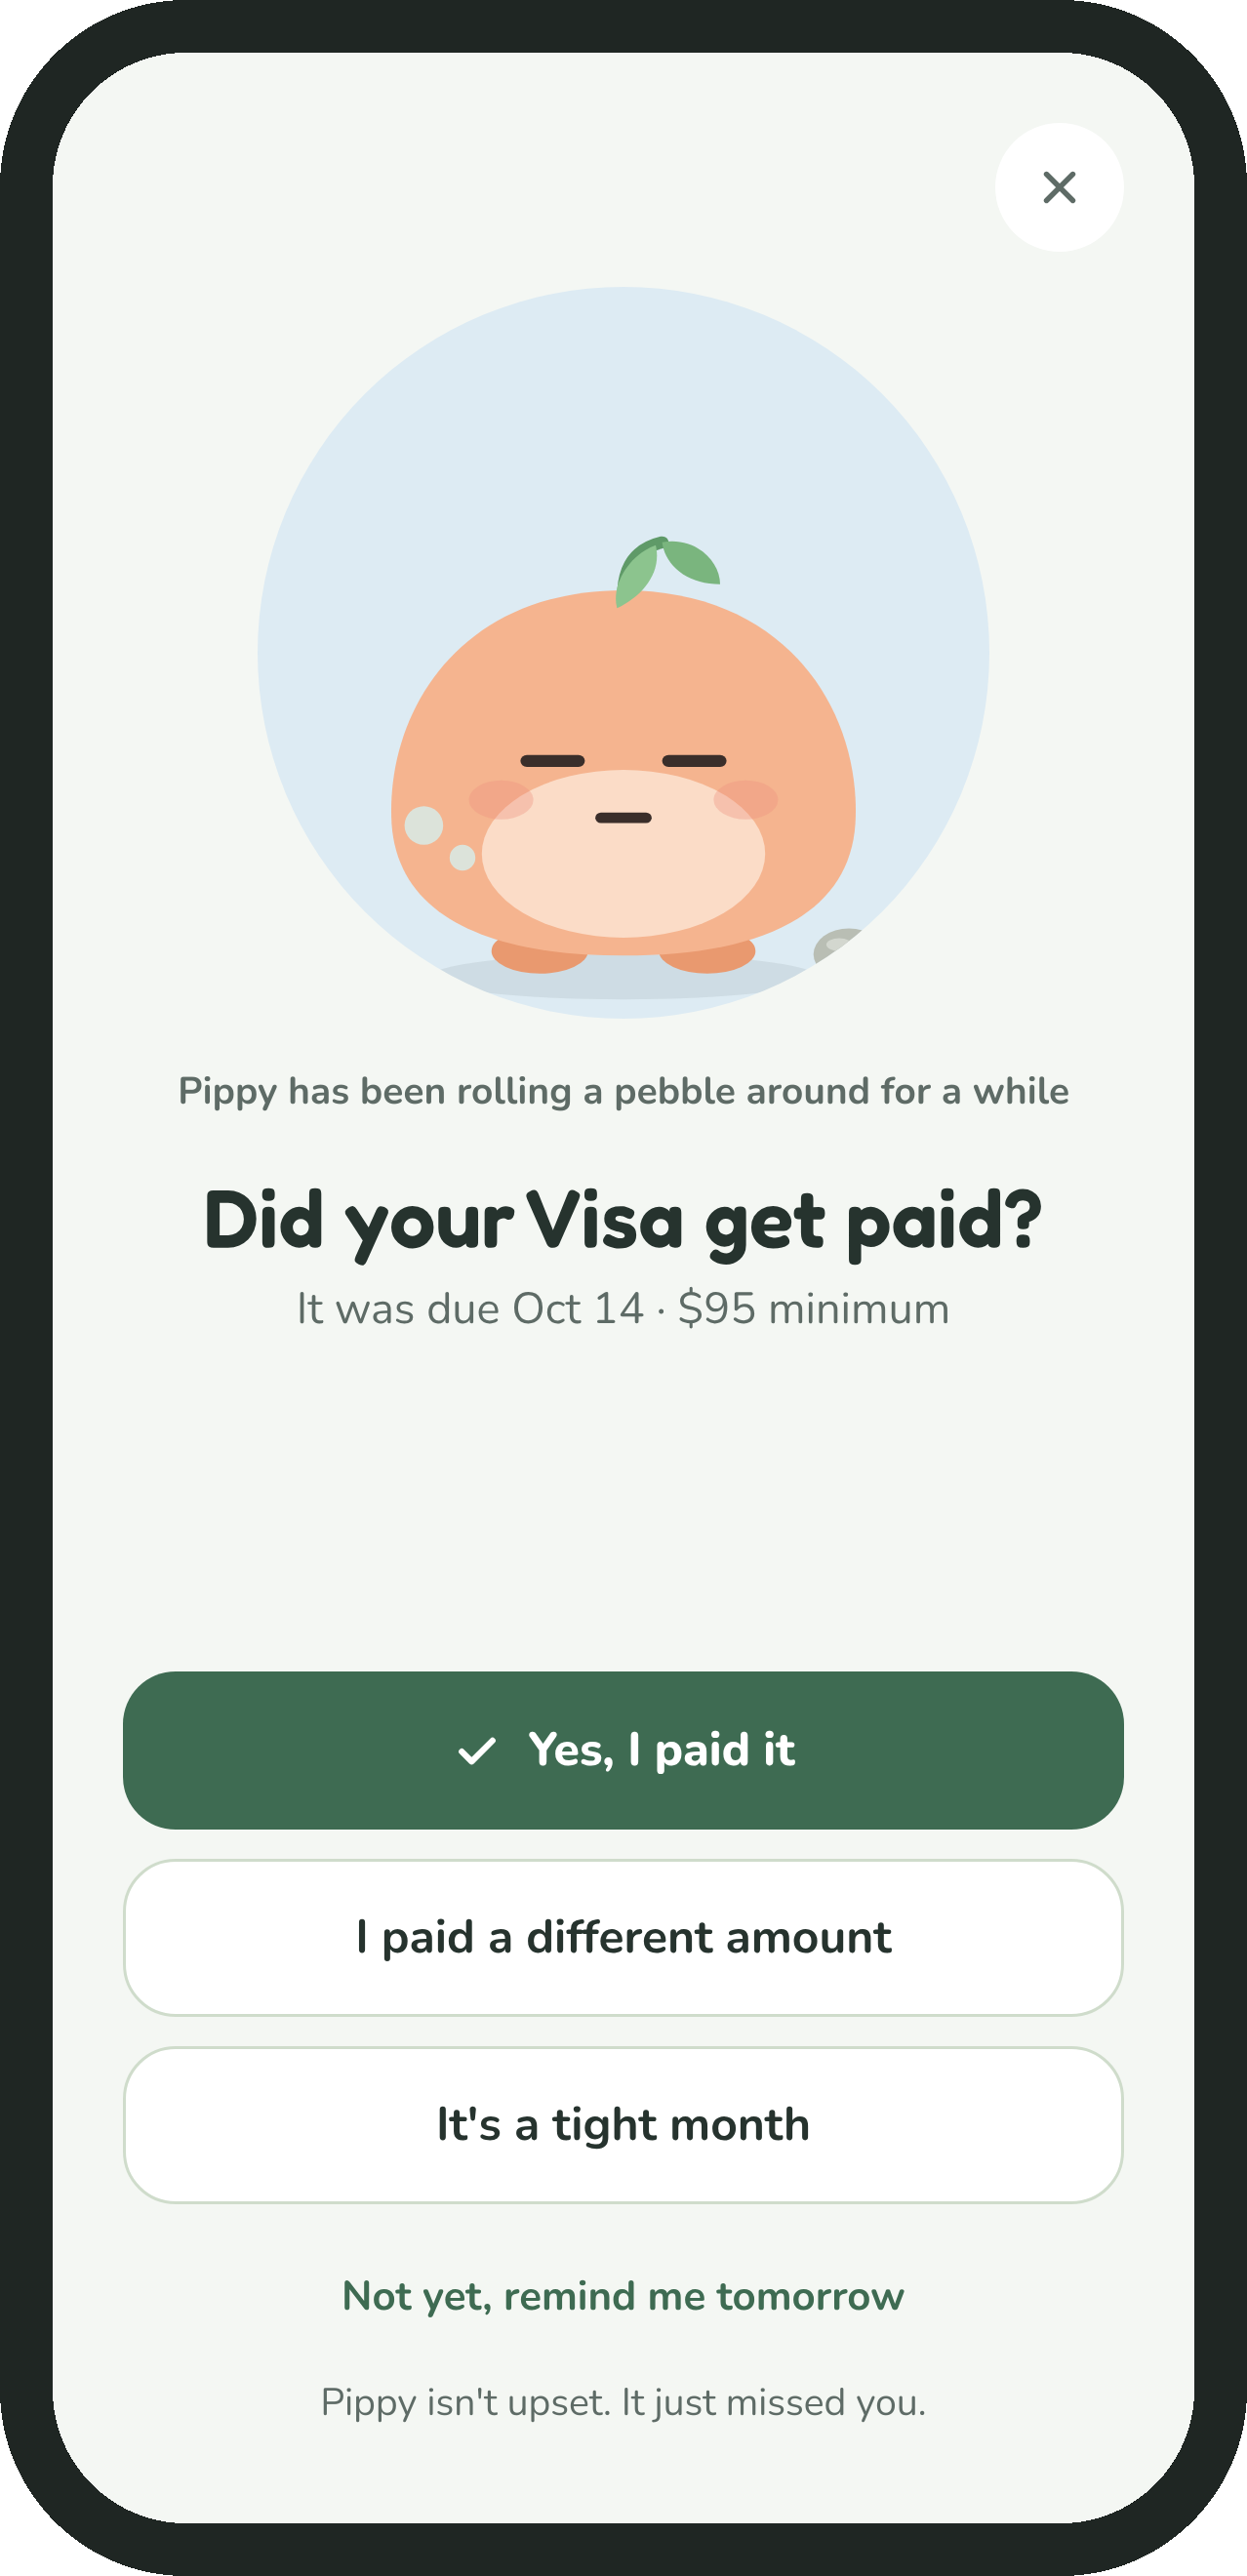 Pippy has been rolling a pebble around for a while
Did your Visa get paid?
It was due Oct 14 · $95 minimum
Yes, I paid it
I paid a different amount
It's a tight month
Not yet, remind me tomorrow
Pippy isn't upset. It just missed you.